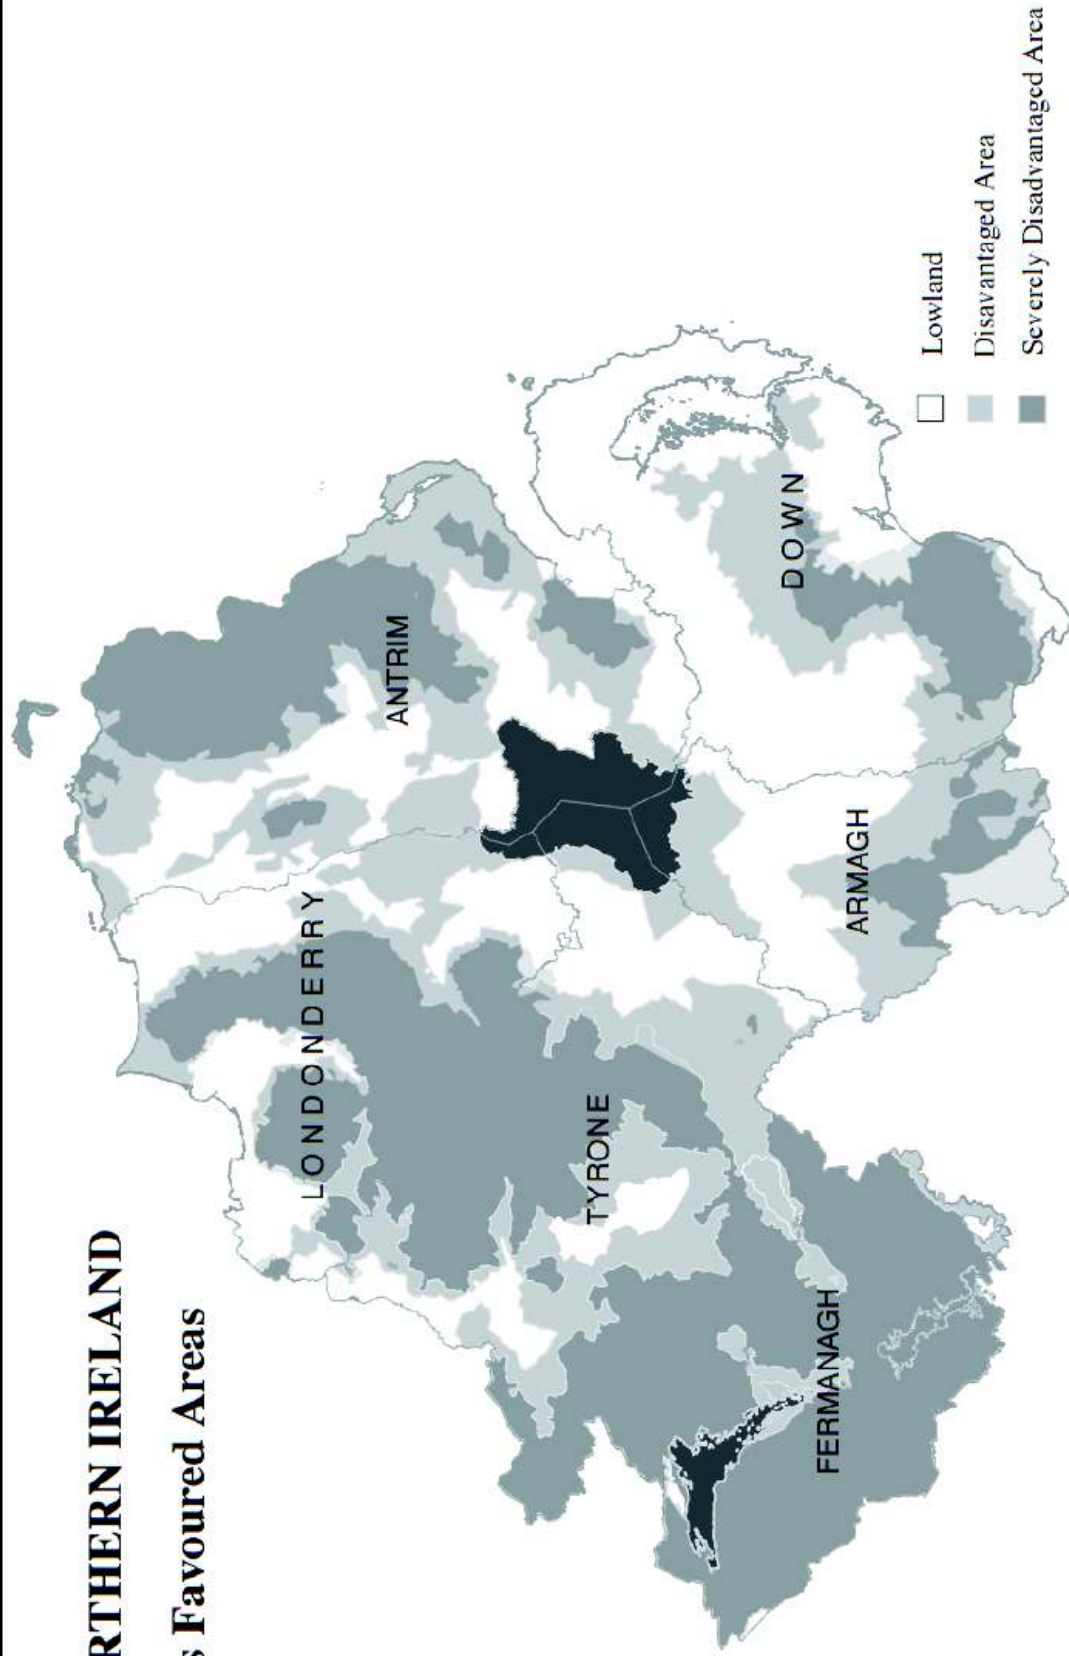 RTHERN IRELAND
s Favoured Areas
LONDONDERRY
ANTRIM
TYRONE
DOWN
ARMAGH
FERMANAGH
Lowland
Disavantaged Area
Severely Disadvantaged Area